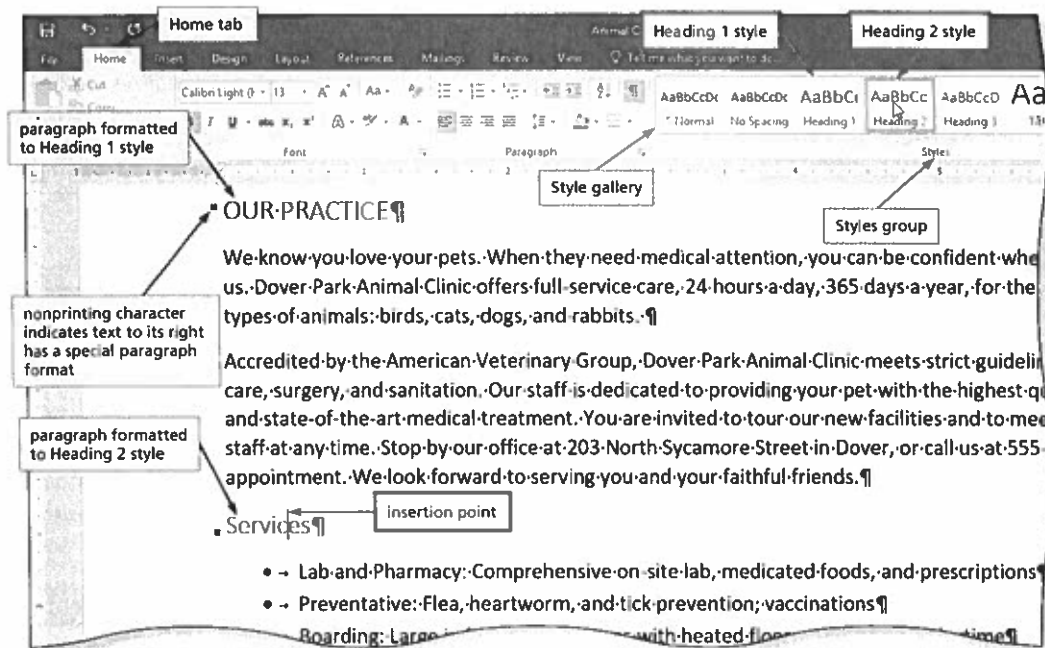 Home tab
Animal C
Heading 1 style
Heading 2 style
File Home Insert Design Layout References Mailings Review View Tell me what you want to do...
Cut
Copy
Calibri Light (H 13 A A Aa
AaBbCcDc AaBbCcDc AaBbCc AaBbCc AaBbCcD Aa
I U abc x₂ x² A A
¶ Normal No Spacing Heading 1 Heading 2 Heading 3
Font Paragraph Styles
paragraph formatted
to Heading 1 style
Style gallery
Styles group
OUR·PRACTICE¶
We·know·you·love·your·pets.·When·they·need·medical·attention,·you·can·be·confident·whe
us.·Dover·Park·Animal·Clinic·offers·full-service·care,·24·hours·a·day,·365·days·a·year,·for·the
types·of·animals:·birds,·cats,·dogs,·and·rabbits.·¶
nonprinting character
indicates text to its right
has a special paragraph
format
Accredited·by·the·American·Veterinary·Group,·Dover·Park·Animal·Clinic·meets·strict·guidelin
care,·surgery,·and·sanitation.·Our·staff·is·dedicated·to·providing·your·pet·with·the·highest·qu
and·state-of-the-art·medical·treatment.·You·are·invited·to·tour·our·new·facilities·and·to·mee
staff·at·any·time.·Stop·by·our·office·at·203·North·Sycamore·Street·in·Dover,·or·call·us·at·555-
appointment.·We·look·forward·to·serving·you·and·your·faithful·friends.¶
paragraph formatted
to Heading 2 style
Services¶
insertion point
•→Lab·and·Pharmacy:·Comprehensive·on-site·lab,·medicated·foods,·and·prescriptions¶
•→Preventative:·Flea,·heartworm,·and·tick·prevention;·vaccinations¶
Boarding:·Large with·heated·floor time¶